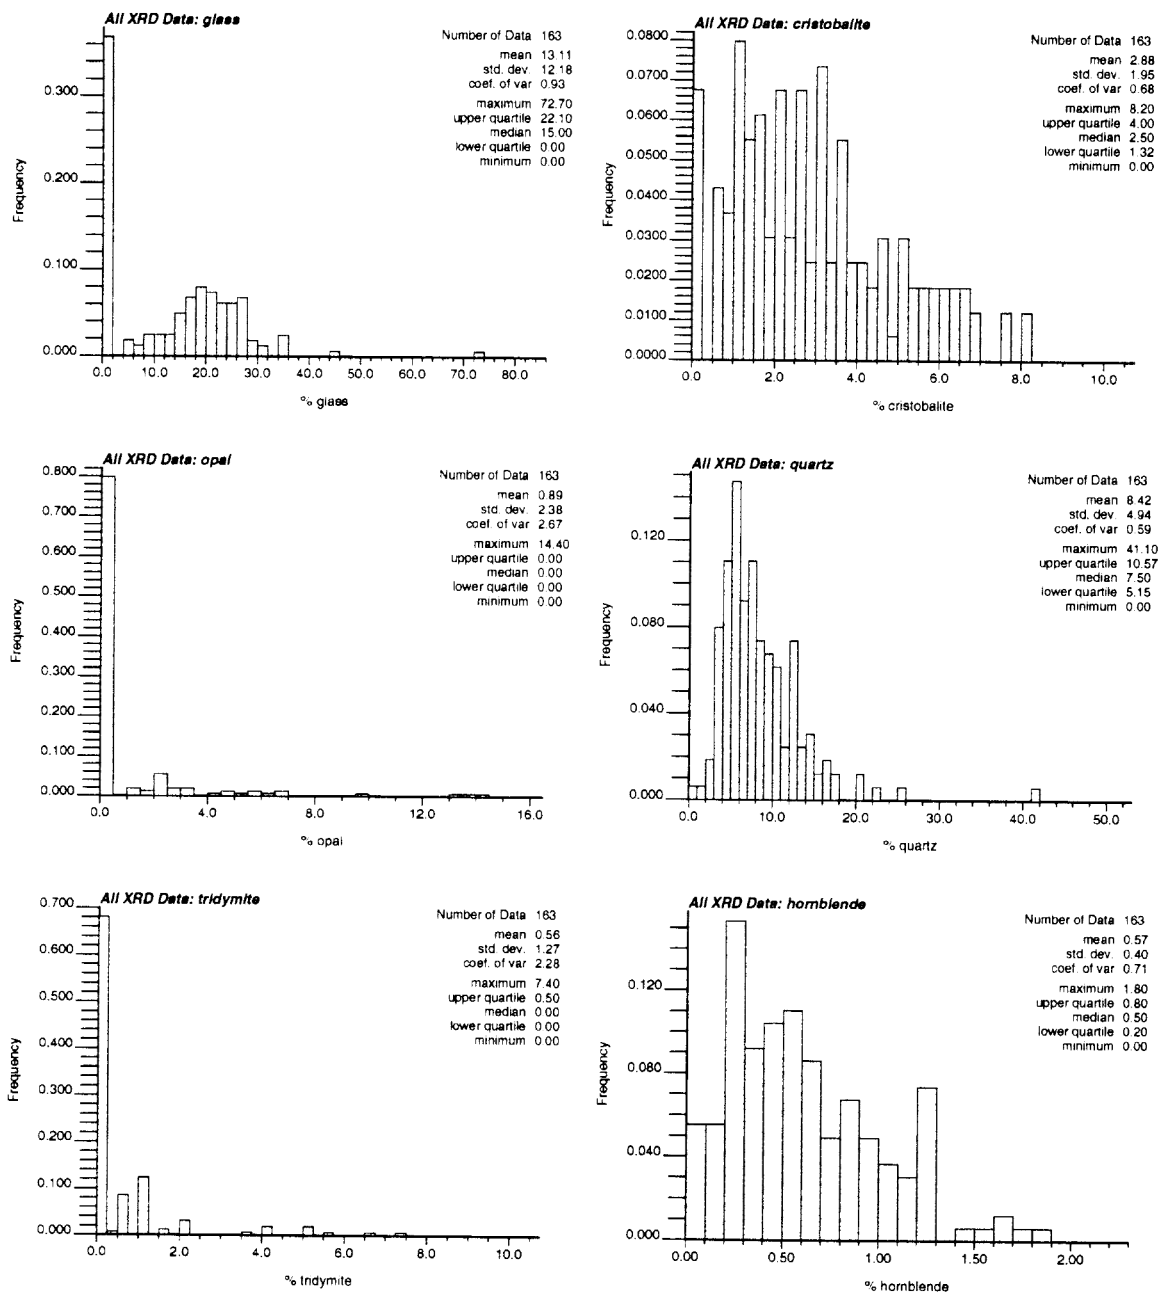 All XRD Data: glass
Number of Data 163
mean 13.11
std. dev. 12.18
coef. of var 0.93
maximum 72.70
upper quartile 22.10
median 15.00
lower quartile 0.00
minimum 0.00
Frequency
0.300
0.200
0.100
0.000
0.0 10.0 20.0 30.0 40.0 50.0 60.0 70.0 80.0
% glass
All XRD Data: cristobalite
Number of Data 163
mean 2.88
std. dev. 1.95
coef. of var 0.68
maximum 8.20
upper quartile 4.00
median 2.50
lower quartile 1.32
minimum 0.00
Frequency
0.0800
0.0700
0.0600
0.0500
0.0400
0.0300
0.0200
0.0100
0.0000
0.0 2.0 4.0 6.0 8.0 10.0
% cristobalite
All XRD Data: opal
Number of Data 163
mean 0.89
std. dev. 2.38
coef. of var 2.67
maximum 14.40
upper quartile 0.00
median 0.00
lower quartile 0.00
minimum 0.00
Frequency
0.800
0.700
0.600
0.500
0.400
0.300
0.200
0.100
0.000
0.0 4.0 8.0 12.0 16.0
% opal
All XRD Data: quartz
Number of Data 163
mean 8.42
std. dev. 4.94
coef. of var 0.59
maximum 41.10
upper quartile 10.57
median 7.50
lower quartile 5.15
minimum 0.00
Frequency
0.120
0.080
0.040
0.000
0.0 10.0 20.0 30.0 40.0 50.0
% quartz
All XRD Data: tridymite
Number of Data 163
mean 0.56
std. dev. 1.27
coef. of var 2.28
maximum 7.40
upper quartile 0.50
median 0.00
lower quartile 0.00
minimum 0.00
Frequency
0.700
0.600
0.500
0.400
0.300
0.200
0.100
0.000
0.0 2.0 4.0 6.0 8.0 10.0
% tridymite
All XRD Data: hornblende
Number of Data 163
mean 0.57
std. dev. 0.40
coef. of var 0.71
maximum 1.80
upper quartile 0.80
median 0.50
lower quartile 0.20
minimum 0.00
Frequency
0.120
0.080
0.040
0.000
0.00 0.50 1.00 1.50 2.00
% hornblende